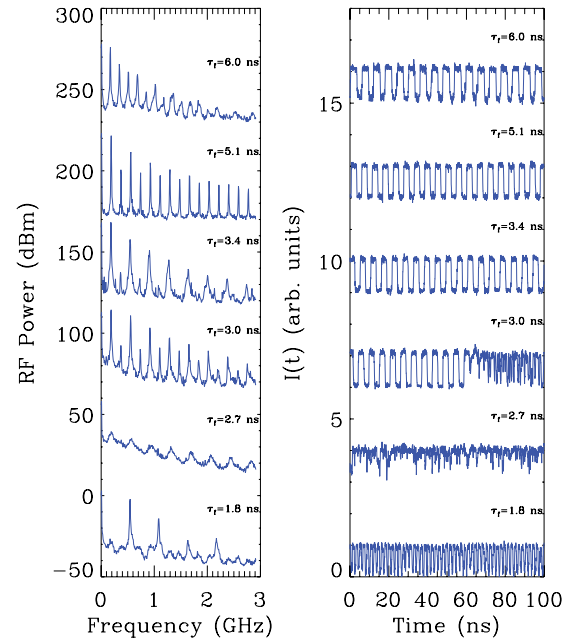 300
250
200
150
100
50
0
−50
RF Power (dBm)
τf=6.0 ns
τf=5.1 ns
τf=3.4 ns
τf=3.0 ns
τf=2.7 ns
τf=1.8 ns
0 1 2 3
Frequency (GHz)
15
10
5
0
I(t) (arb. units)
τf=6.0 ns
τf=5.1 ns
τf=3.4 ns
τf=3.0 ns
τf=2.7 ns
τf=1.8 ns
0 20 40 60 80 100
Time (ns)